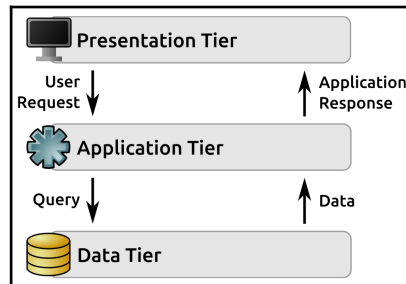 Presentation Tier
User
Request
Application
Response
Application Tier
Query
Data
Data Tier